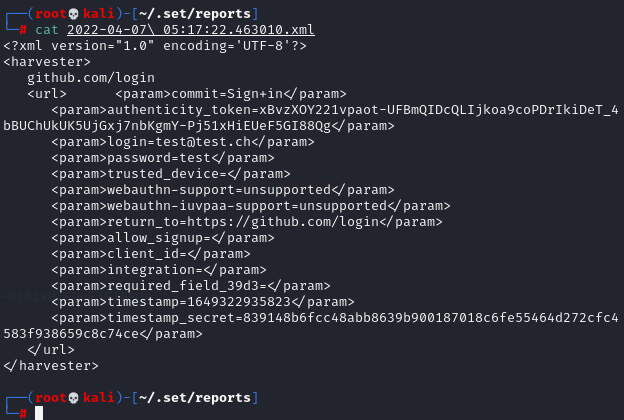 ┌──(root💀kali)-[~/.set/reports]
└─# cat 2022-04-07\ 05:17:22.463010.xml
<?xml version="1.0" encoding='UTF-8'?>
<harvester>
   github.com/login
   <url>      <param>commit=Sign+in</param>
      <param>authenticity_token=xBvzXOY221vpaot-UFBmQIDcQLIjkoa9coPDrIkiDeT_4
bBUChUkUK5UjGxj7nbKgmY-Pj51xHiEUeF5GI88Qg</param>
      <param>login=test@test.ch</param>
      <param>password=test</param>
      <param>trusted_device=</param>
      <param>webauthn-support=unsupported</param>
      <param>webauthn-iuvpaa-support=unsupported</param>
      <param>return_to=https://github.com/login</param>
      <param>allow_signup=</param>
      <param>client_id=</param>
      <param>integration=</param>
      <param>required_field_39d3=</param>
      <param>timestamp=1649322935823</param>
      <param>timestamp_secret=839148b6fcc48abb8639b900187018c6fe55464d272cfc4
583f938659c8c74ce</param>
   </url>
</harvester>
┌──(root💀kali)-[~/.set/reports]
└─#